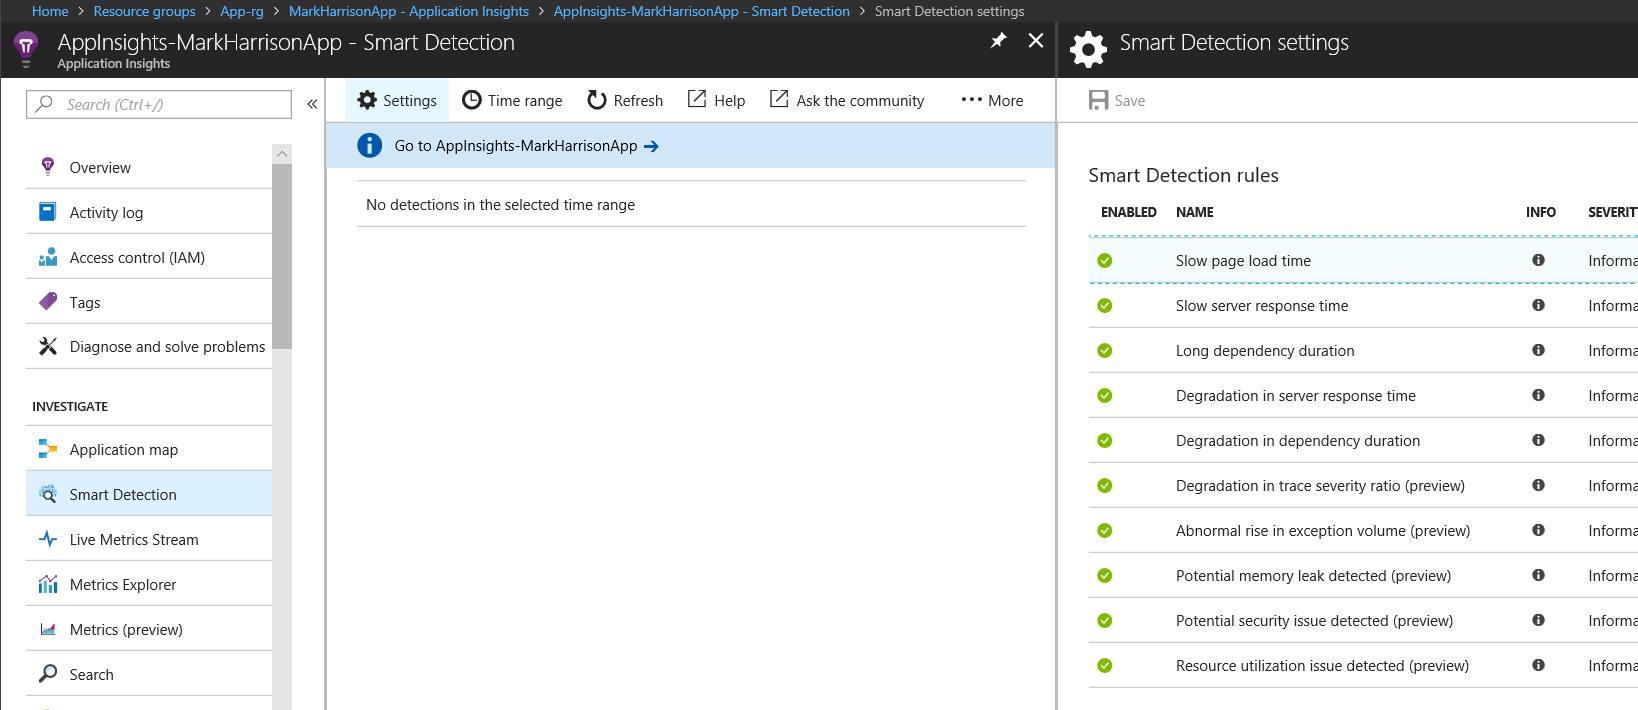 Home > Resource groups > App-rg > MarkHarrisonApp - Application Insights > AppInsights-MarkHarrisonApp - Smart Detection > Smart Detection settings
AppInsights-MarkHarrisonApp - Smart Detection
Application Insights
Search (Ctrl+/)
«
Overview
Activity log
Access control (IAM)
Tags
Diagnose and solve problems
INVESTIGATE
Application map
Smart Detection
Live Metrics Stream
Metrics Explorer
Metrics (preview)
Search
Settings Time range Refresh Help Ask the community ••• More
Go to AppInsights-MarkHarrisonApp →
No detections in the selected time range
Smart Detection settings
Save
Smart Detection rules
ENABLED NAME INFO SEVERIT
Slow page load time Informa
Slow server response time Informa
Long dependency duration Informa
Degradation in server response time Informa
Degradation in dependency duration Informa
Degradation in trace severity ratio (preview) Informa
Abnormal rise in exception volume (preview) Informa
Potential memory leak detected (preview) Informa
Potential security issue detected (preview) Informa
Resource utilization issue detected (preview) Informa